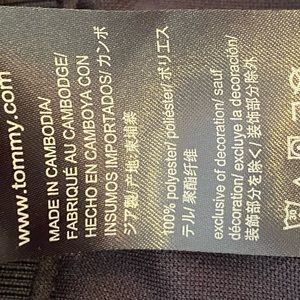 www.tommy.com
MADE IN CAMBODIA/
FABRIQUÉ AU CAMBODGE/
HECHO EN CAMBOYA CON
INSUMOS IMPORTADOS/ カンボ
ジア製/ 产地: 柬埔寨
100% polyester/ poliéster/ ポリエス
テル/ 聚酯纤维
exclusive of decoration/ sauf
décoration/ excluye la decoración/
装飾部分を除く/ 装饰部分除外